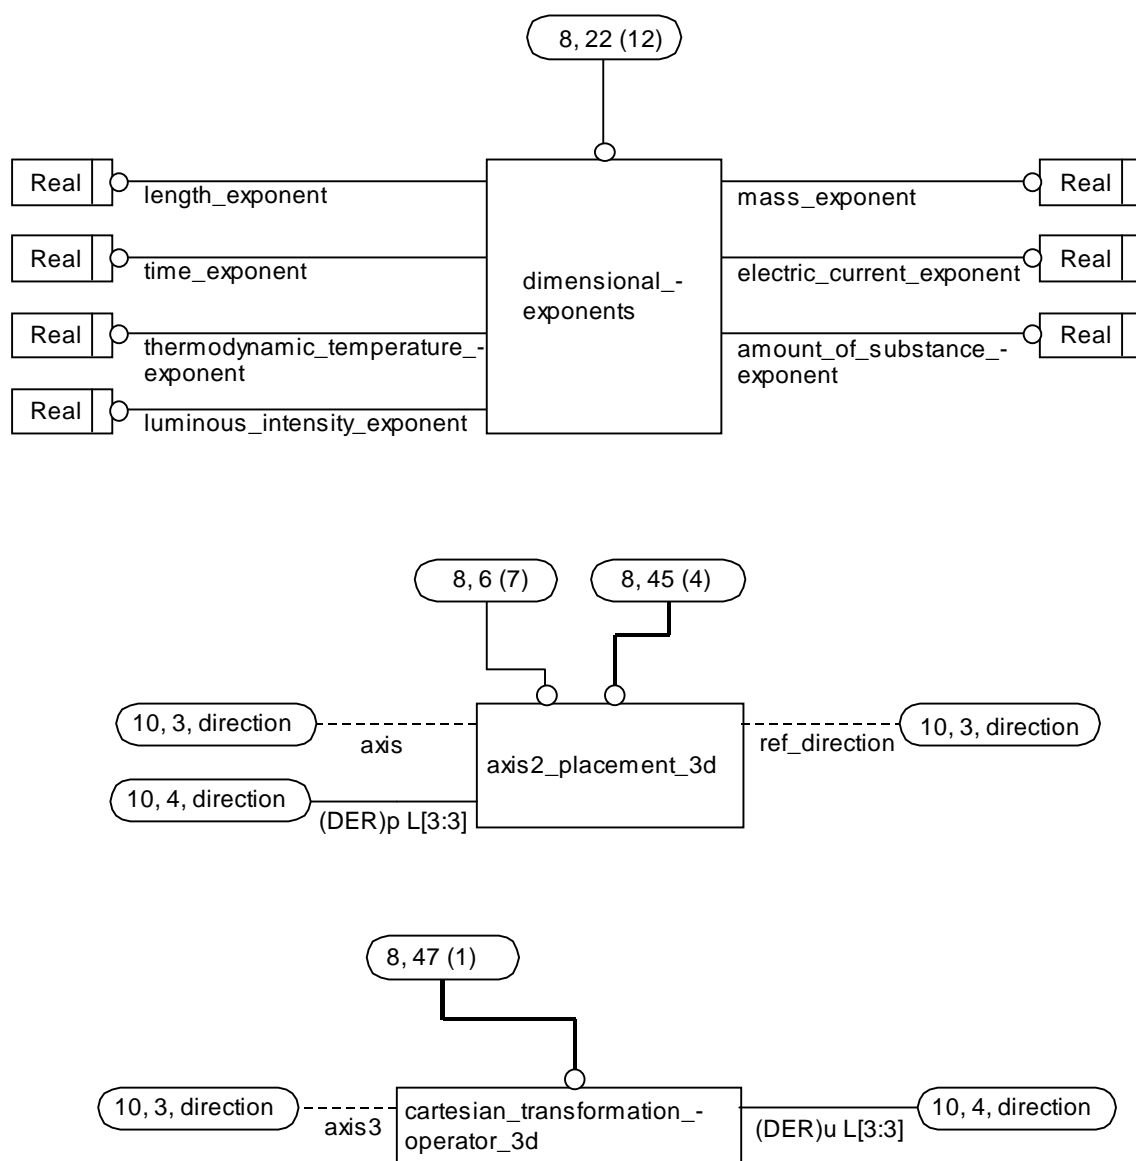 8, 22 (12)
Real
length_exponent
mass_exponent
Real
Real
time_exponent
electric_current_exponent
Real
dimensional_-
exponents
Real
thermodynamic_temperature_-
exponent
amount_of_substance_-
exponent
Real
Real
luminous_intensity_exponent
8, 6 (7)
8, 45 (4)
10, 3, direction
axis
axis2_placement_3d
ref_direction
10, 3, direction
10, 4, direction
(DER)p L[3:3]
8, 47 (1)
10, 3, direction
axis3
cartesian_transformation_-
operator_3d
(DER)u L[3:3]
10, 4, direction